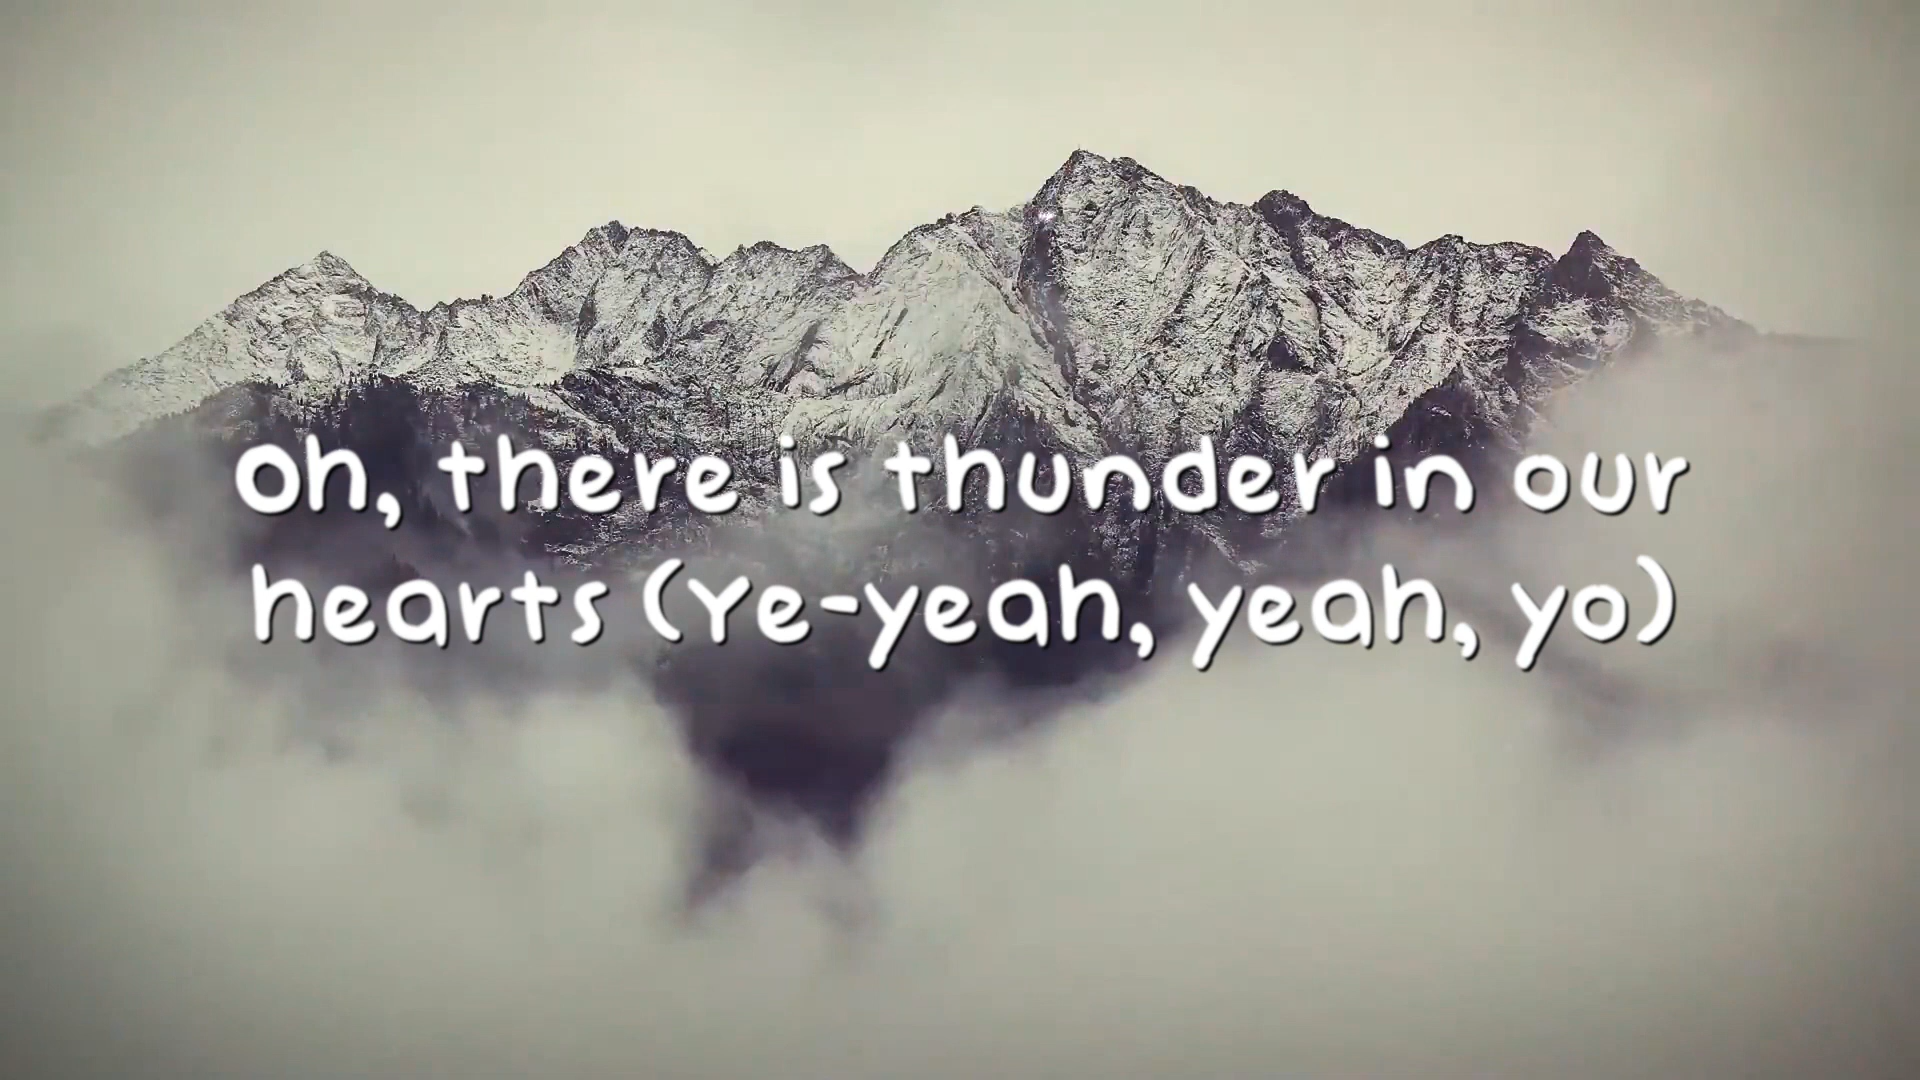 Oh, there is thunder in our
hearts (Ye-yeah, yeah, yo)